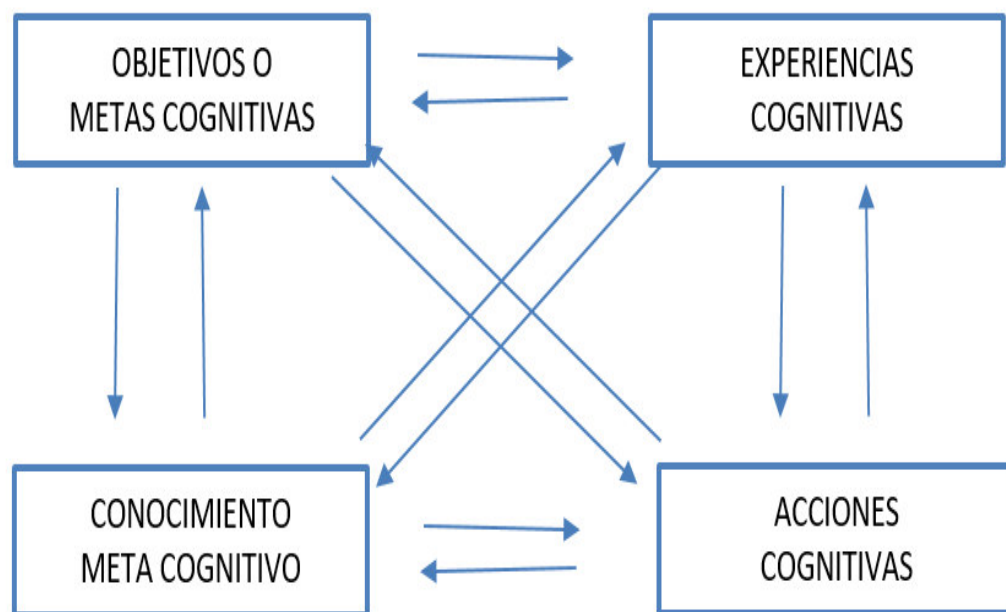 OBJETIVOS O
METAS COGNITIVAS
EXPERIENCIAS
COGNITIVAS
CONOCIMIENTO
META COGNITIVO
ACCIONES
COGNITIVAS